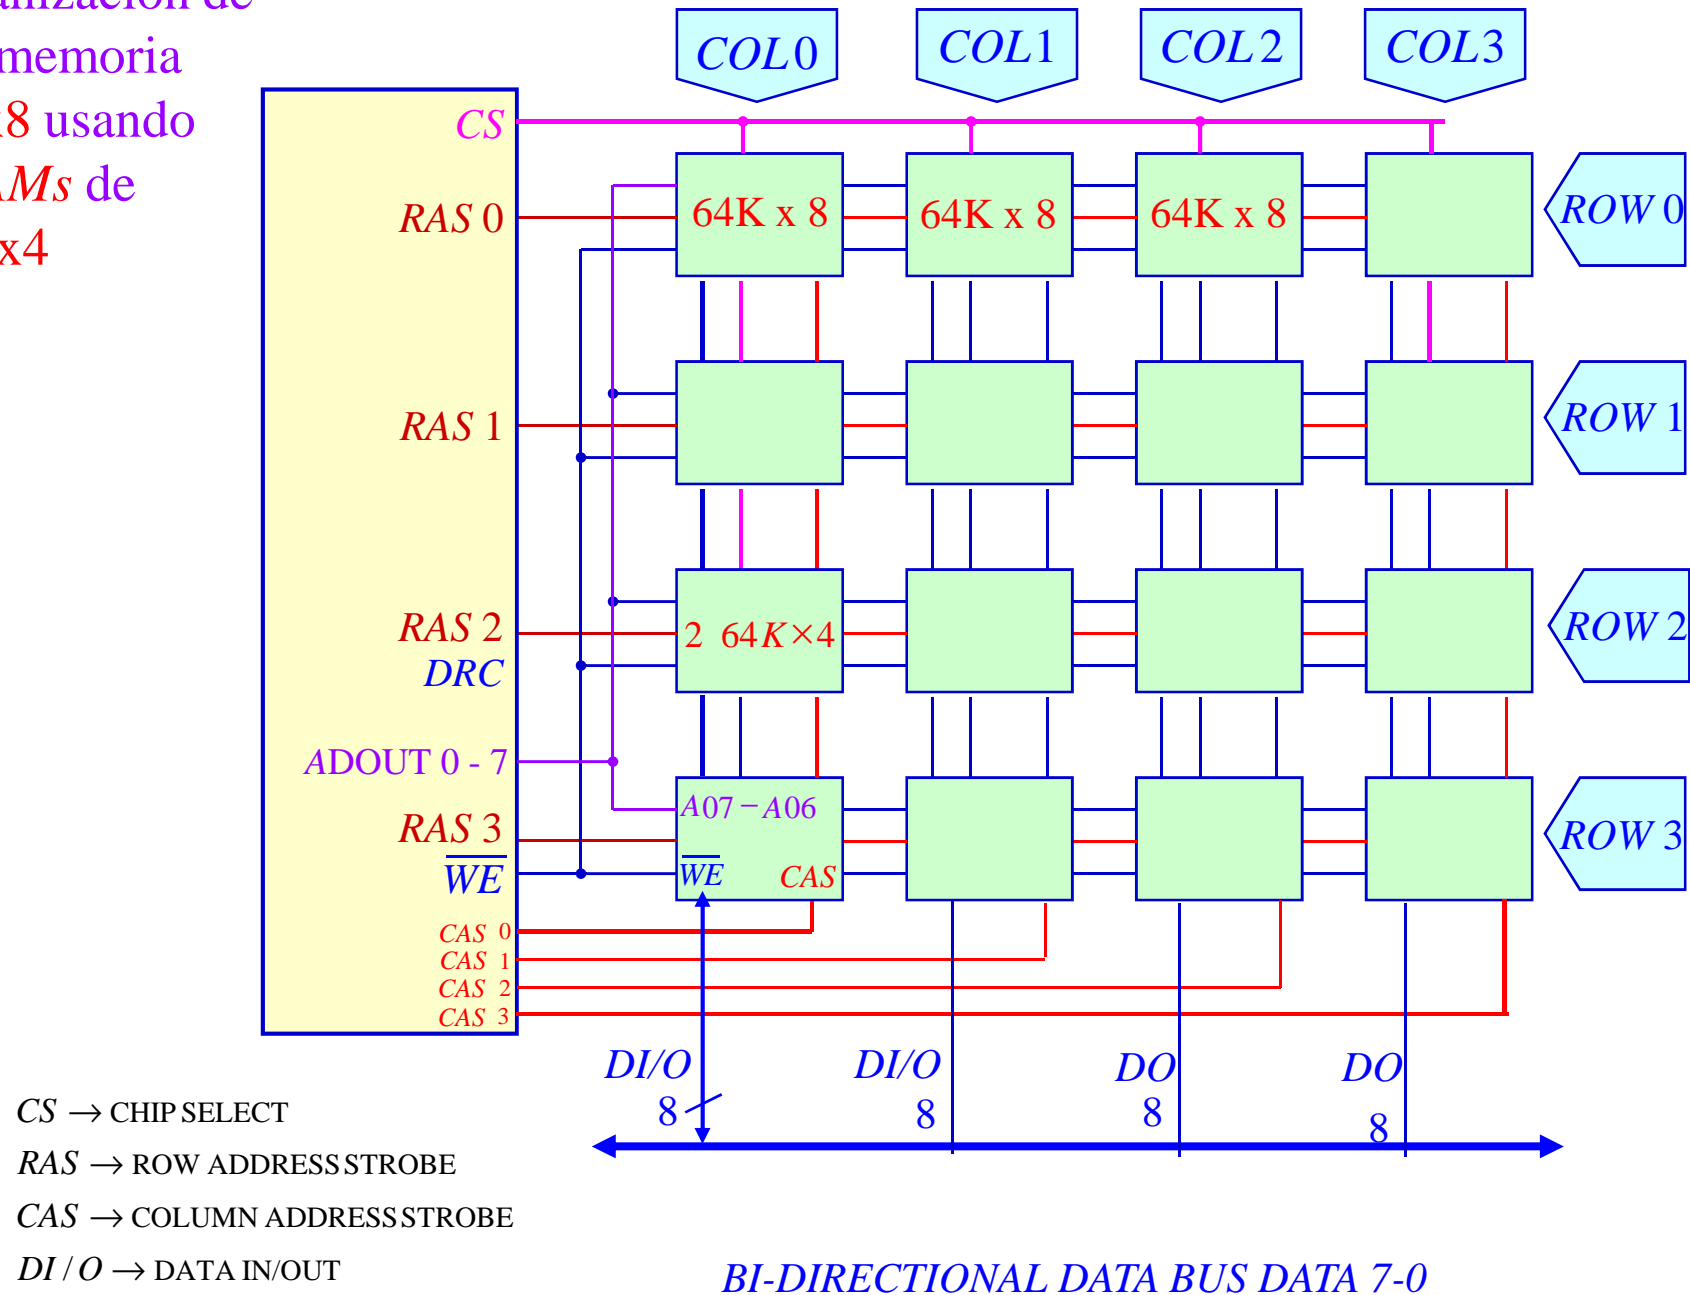 de
memoria
x8 usando
Ms de
x4
COL0
COL1
COL2
COL3
CS
RAS 0
64K x 8
64K x 8
64K x 8
ROW 0
RAS 1
ROW 1
RAS 2
2 64K×4
ROW 2
DRC
ADOUT 0 - 7
A07 – A06
RAS 3
ROW 3
W̅E̅
W̅E̅
CAS
CAS 0
CAS 1
CAS 2
CAS 3
DI/O
DI/O
DO
DO
8
8
8
8
CS → CHIP SELECT
RAS → ROW ADDRESS STROBE
CAS → COLUMN ADDRESS STROBE
DI / O → DATA IN/OUT
BI-DIRECTIONAL DATA BUS DATA 7-0